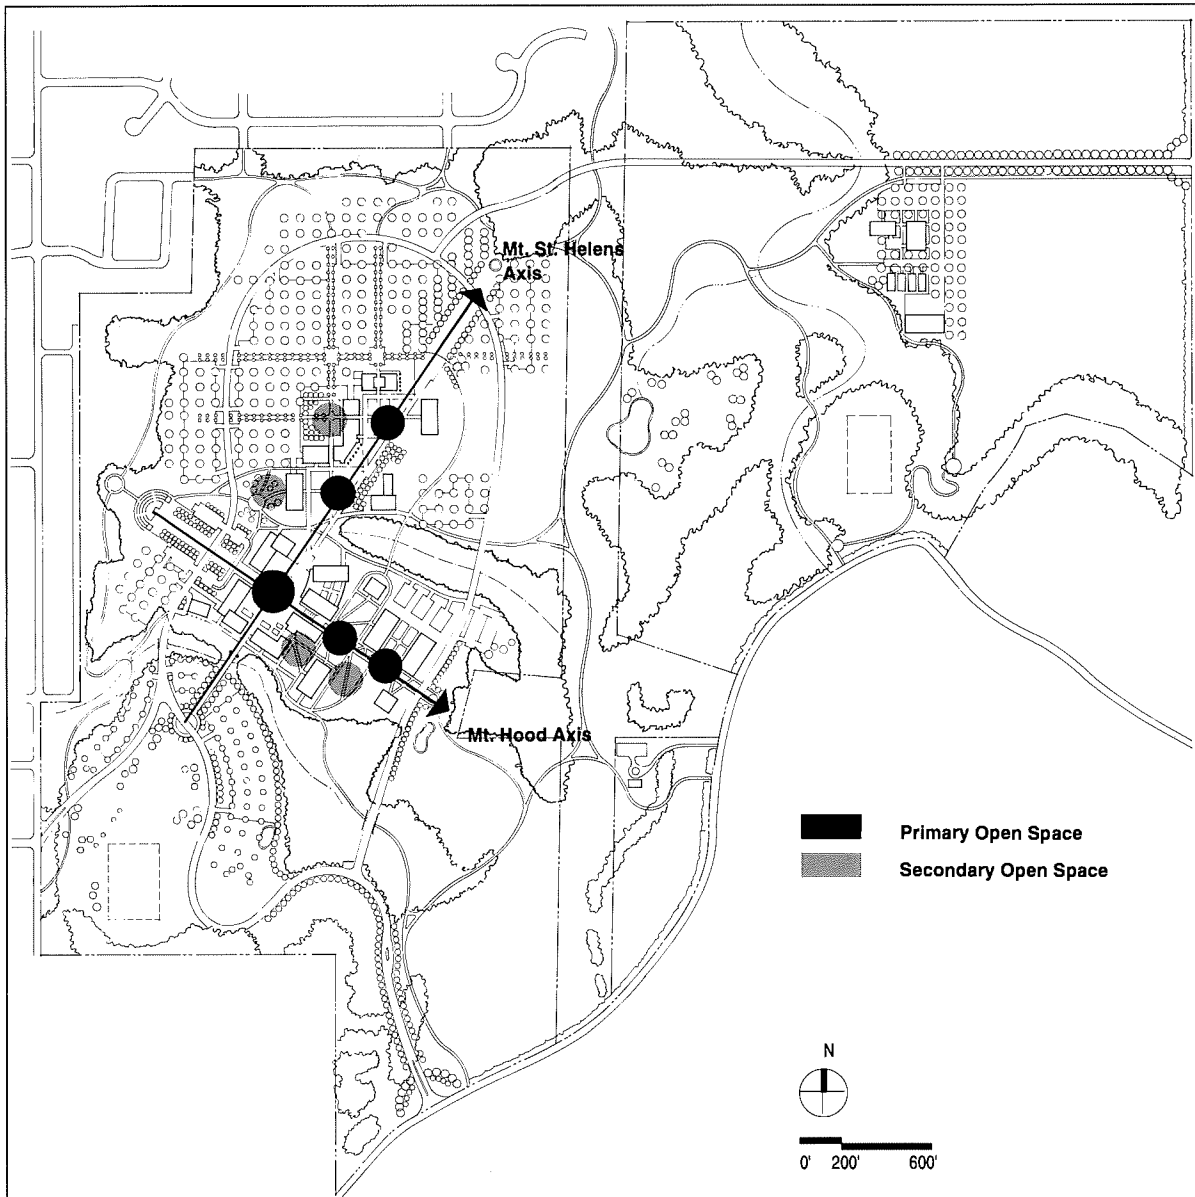 Mt. St. Helens
Axis
Mt. Hood Axis
Primary Open Space
Secondary Open Space
N
0' 200' 600'